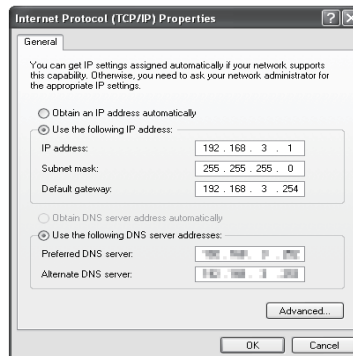 Internet Protocol (TCP/IP) Properties
General
You can get IP settings assigned automatically if your network supports
this capability. Otherwise, you need to ask your network administrator for
the appropriate IP settings.
Obtain an IP address automatically
Use the following IP address:
IP address: 192 . 168 . 3 . 1
Subnet mask: 255 . 255 . 255 . 0
Default gateway: 192 . 168 . 3 . 254
Obtain DNS server address automatically
Use the following DNS server addresses:
Preferred DNS server:
Alternate DNS server:
Advanced...
OK Cancel